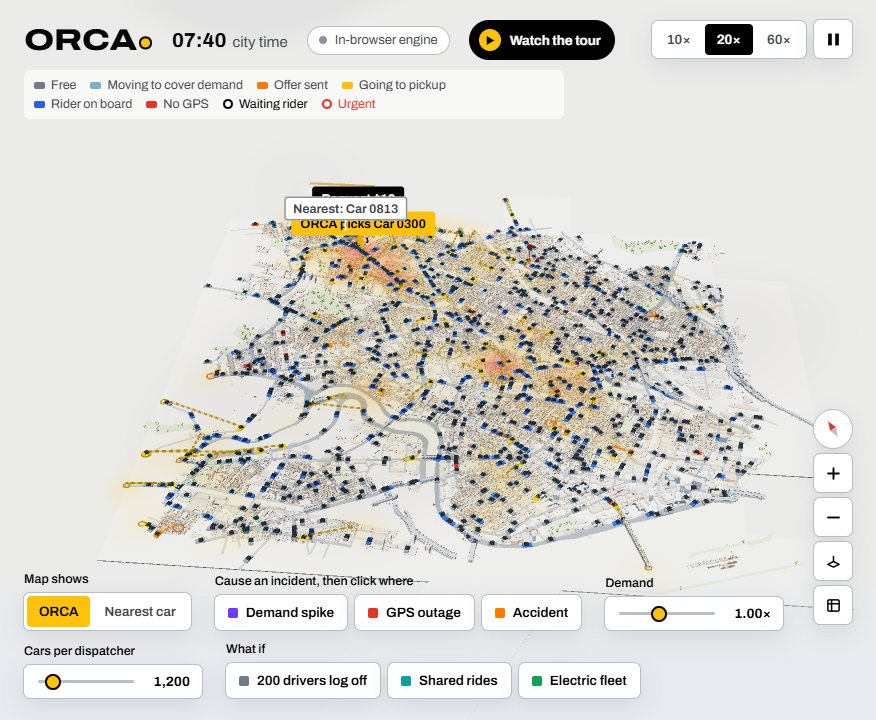 ORCA
07:40 city time
In-browser engine
Watch the tour
10×
20×
60×
Free
Moving to cover demand
Offer sent
Going to pickup
Rider on board
No GPS
Waiting rider
Urgent
Nearest: Car 0813
ORCA picks Car 0300
Map shows
ORCA
Nearest car
Cause an incident, then click where
Demand spike
GPS outage
Accident
Demand
1.00×
Cars per dispatcher
1,200
What if
200 drivers log off
Shared rides
Electric fleet